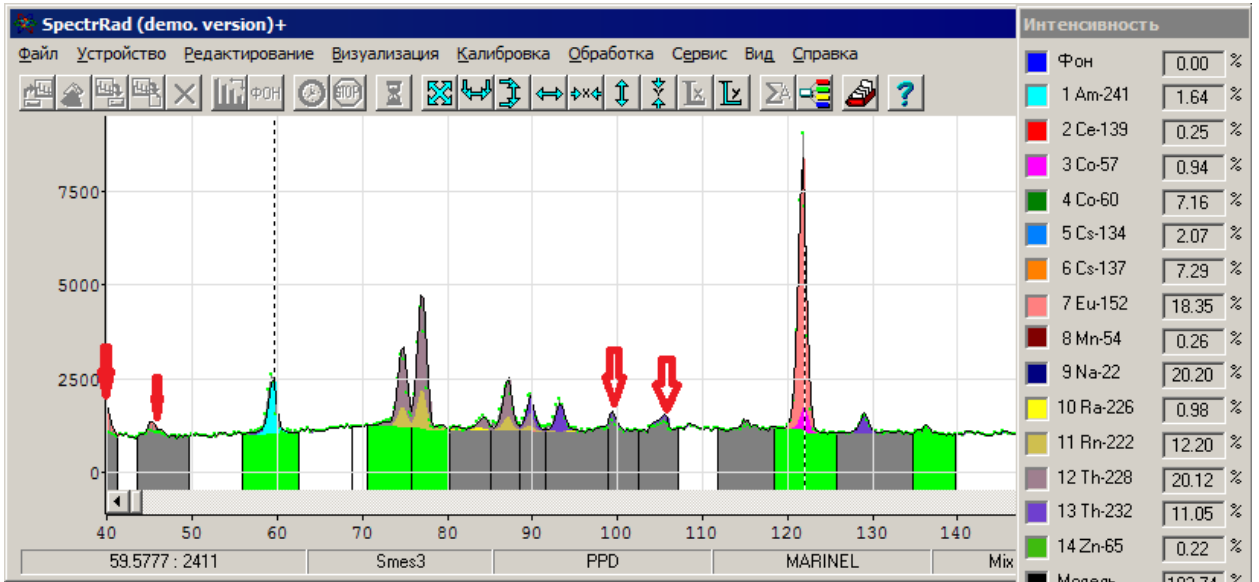 SpectrRad (demo. version)+
Файл Устройство Редактирование Визуализация Калибровка Обработка Сервис Вид Справка
ФОН STOP
7500
5000
2500
0
40 50 60 70 80 90 100 110 120 130 140
59.5777 : 2411 Smes3 PPD MARINEL Mix
Интенсивность
Фон 0.00 %
1 Am-241 1.64 %
2 Ce-139 0.25 %
3 Co-57 0.94 %
4 Co-60 7.16 %
5 Cs-134 2.07 %
6 Cs-137 7.29 %
7 Eu-152 18.35 %
8 Mn-54 0.26 %
9 Na-22 20.20 %
10 Ra-226 0.98 %
11 Rn-222 12.20 %
12 Th-228 20.12 %
13 Th-232 11.05 %
14 Zn-65 0.22 %
Модель 102.74 %